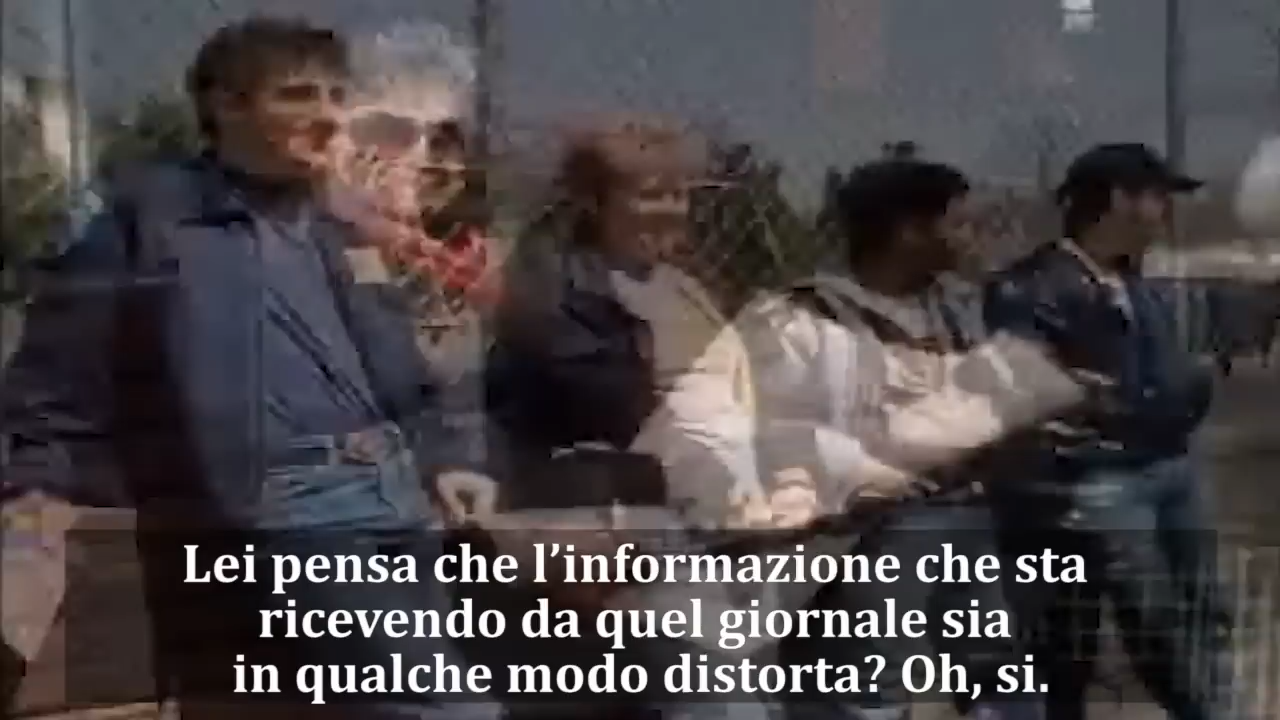 Lei pensa che l’informazione che sta
ricevendo da quel giornale sia
in qualche modo distorta? Oh, si.